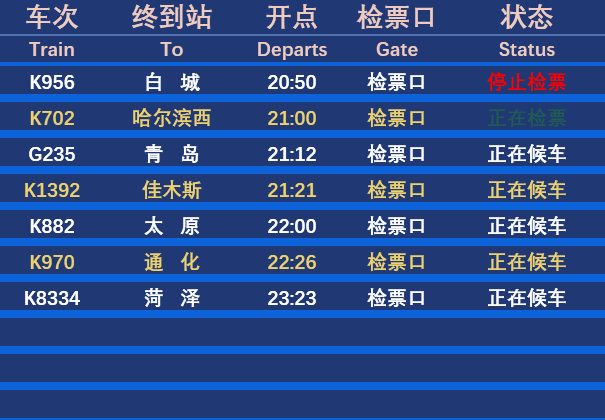 车次 终到站 开点 检票口 状态
Train To Departs Gate Status
K956 白 城 20:50 检票口 停止检票
K702 哈尔滨西 21:00 检票口 正在检票
G235 青 岛 21:12 检票口 正在候车
K1392 佳木斯 21:21 检票口 正在候车
K882 太 原 22:00 检票口 正在候车
K970 通 化 22:26 检票口 正在候车
K8334 菏 泽 23:23 检票口 正在候车